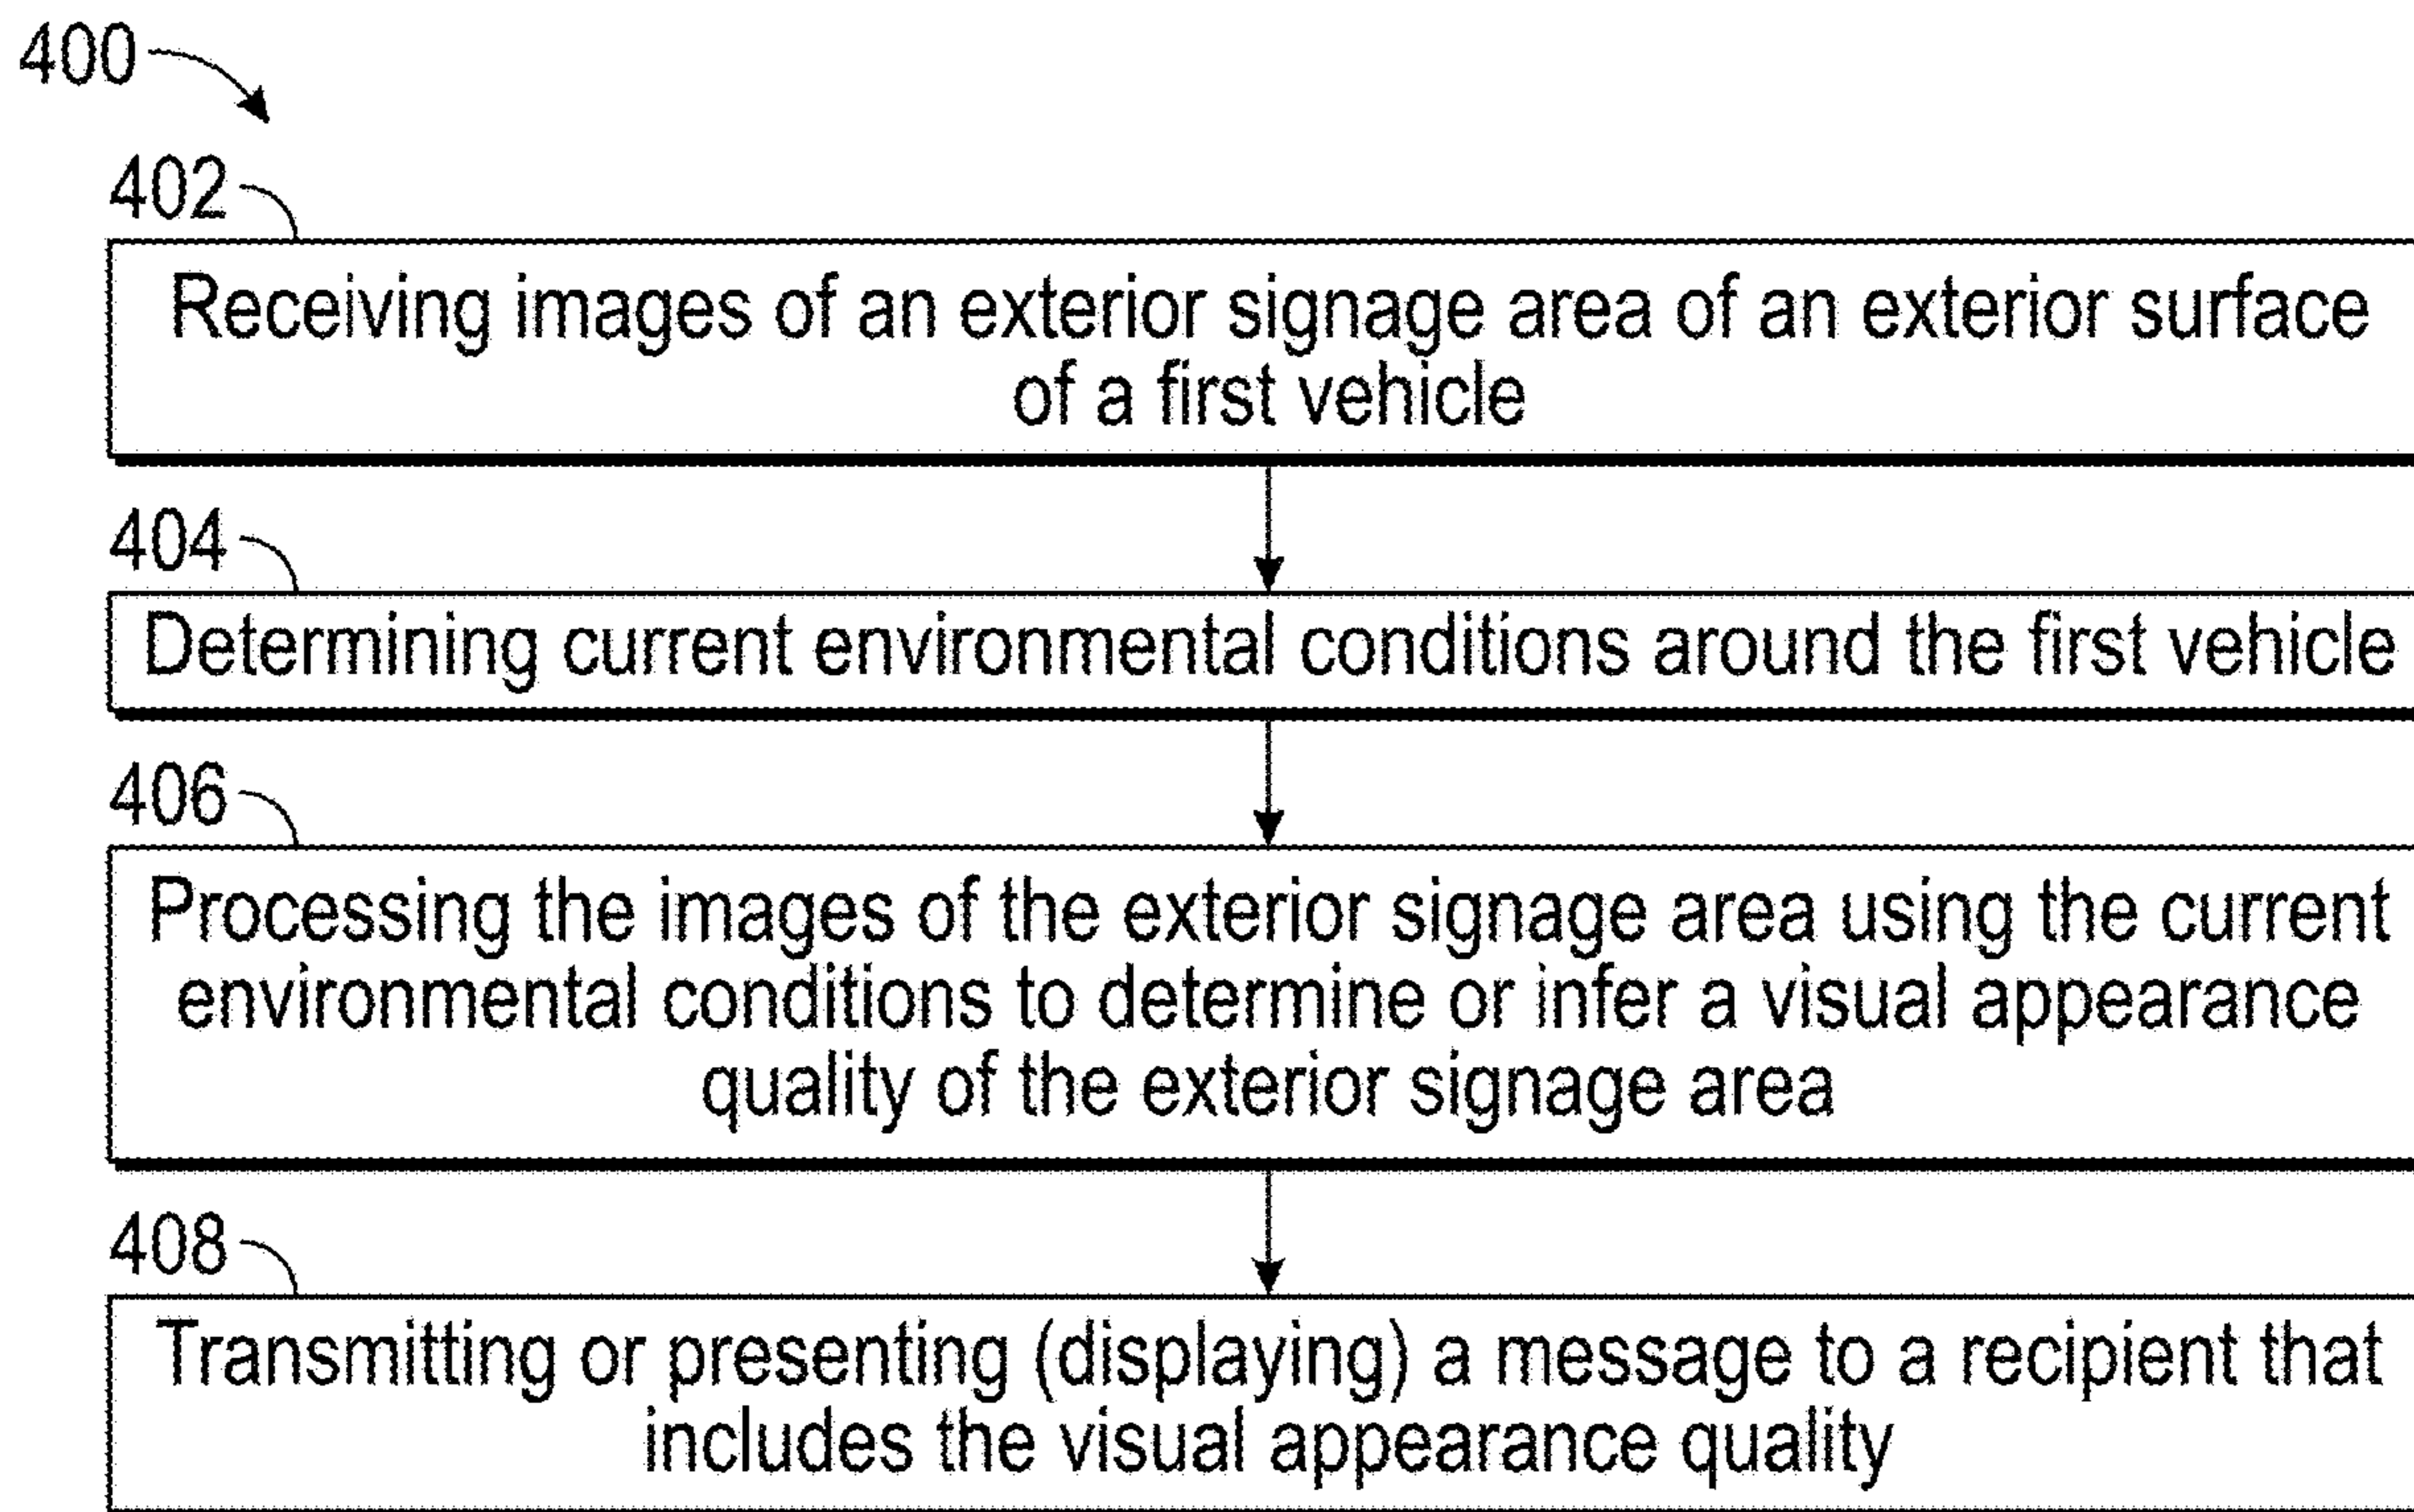 400
402
Receiving images of an exterior signage area of an exterior surface
of a first vehicle
404
Determining current environmental conditions around the first vehicle
406
Processing the images of the exterior signage area using the current
environmental conditions to determine or infer a visual appearance
quality of the exterior signage area
408
Transmitting or presenting (displaying) a message to a recipient that
includes the visual appearance quality